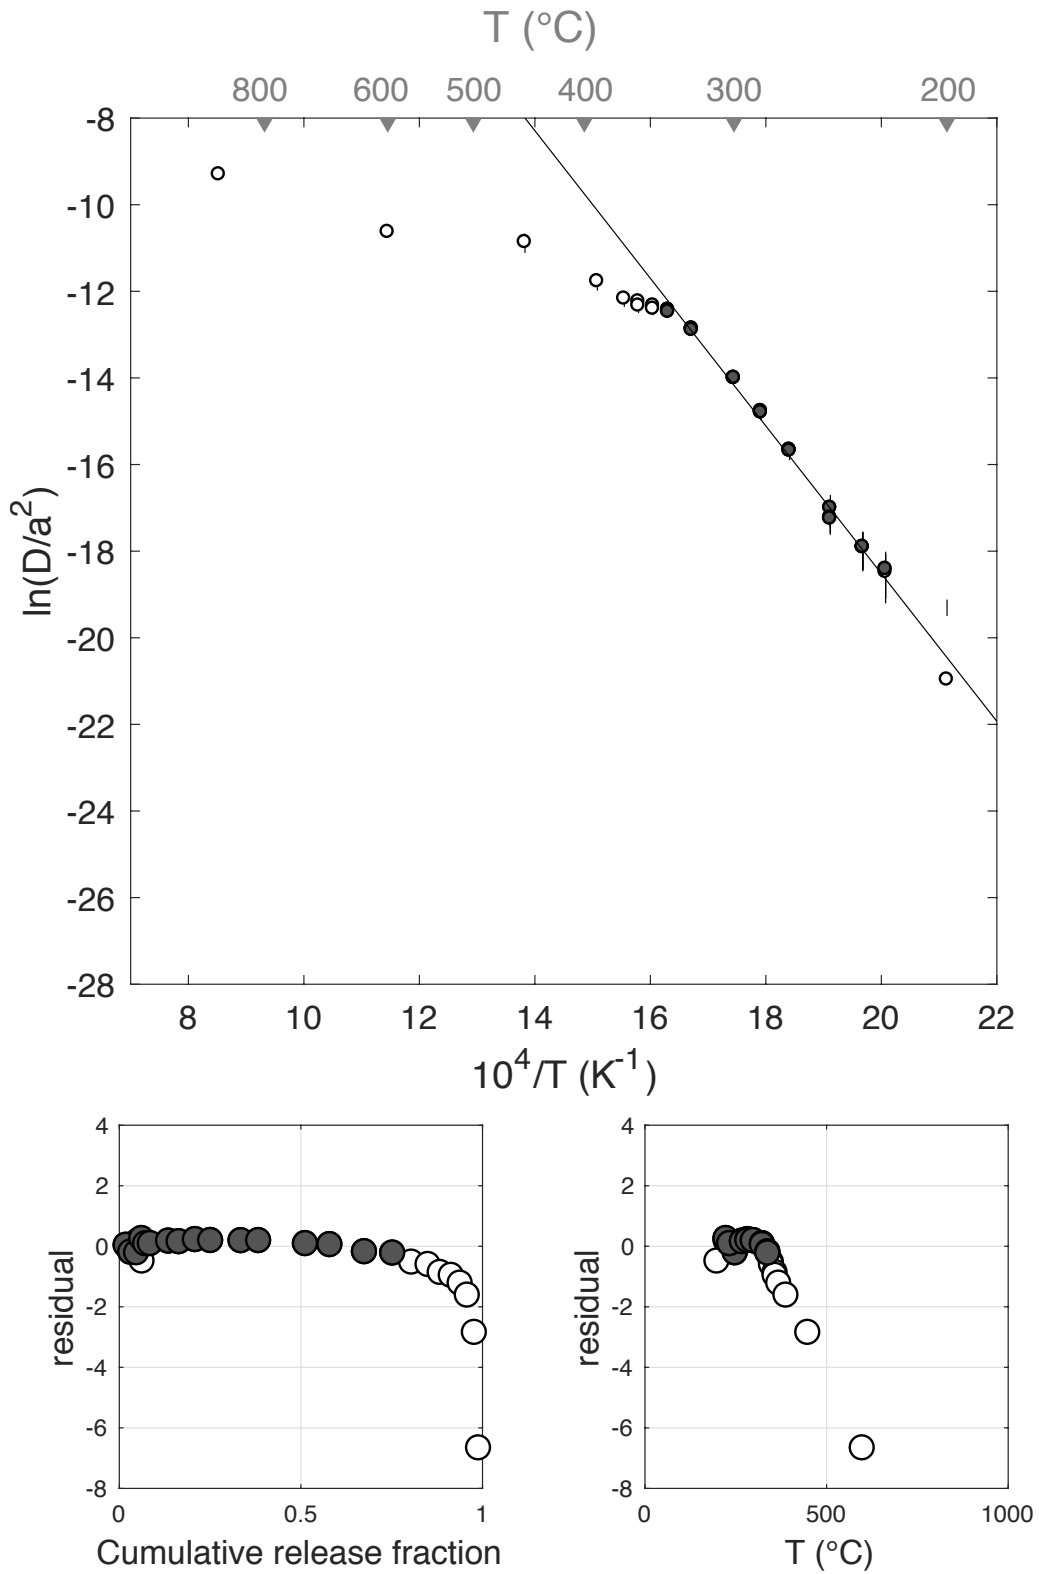 T (°C)
800 600 500 400 300 200
-8
-10
-12
-14
-16
-18
-20
-22
-24
-26
-28
ln(D/a²)
8 10 12 14 16 18 20 22
10⁴/T (K⁻¹)
4
2
0
-2
-4
-6
-8
residual
0 0.5 1
Cumulative release fraction
4
2
0
-2
-4
-6
-8
residual
0 500 1000
T (°C)